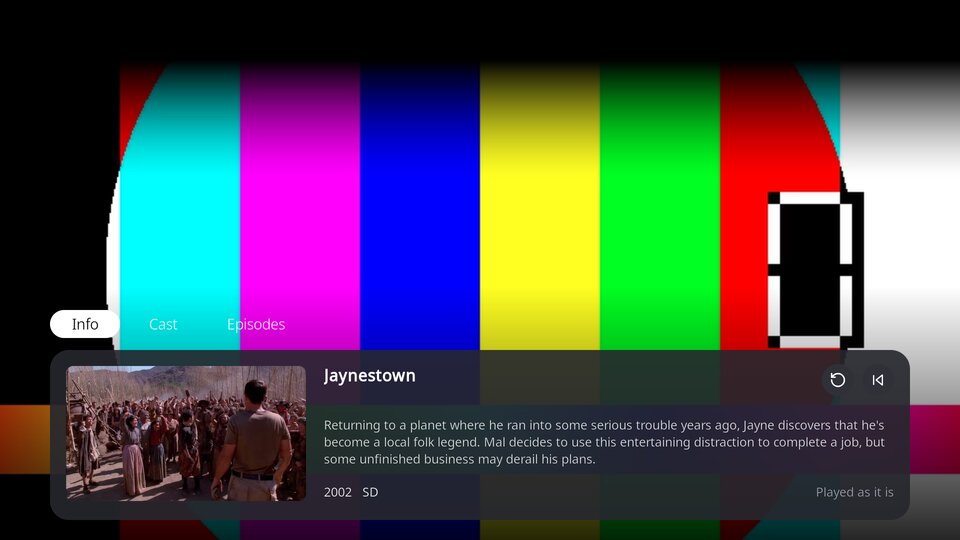 Info
Cast
Episodes
Jaynestown
Returning to a planet where he ran into some serious trouble years ago, Jayne discovers that he's
become a local folk legend. Mal decides to use this entertaining distraction to complete a job, but
some unfinished business may derail his plans.
2002 SD
Played as it is